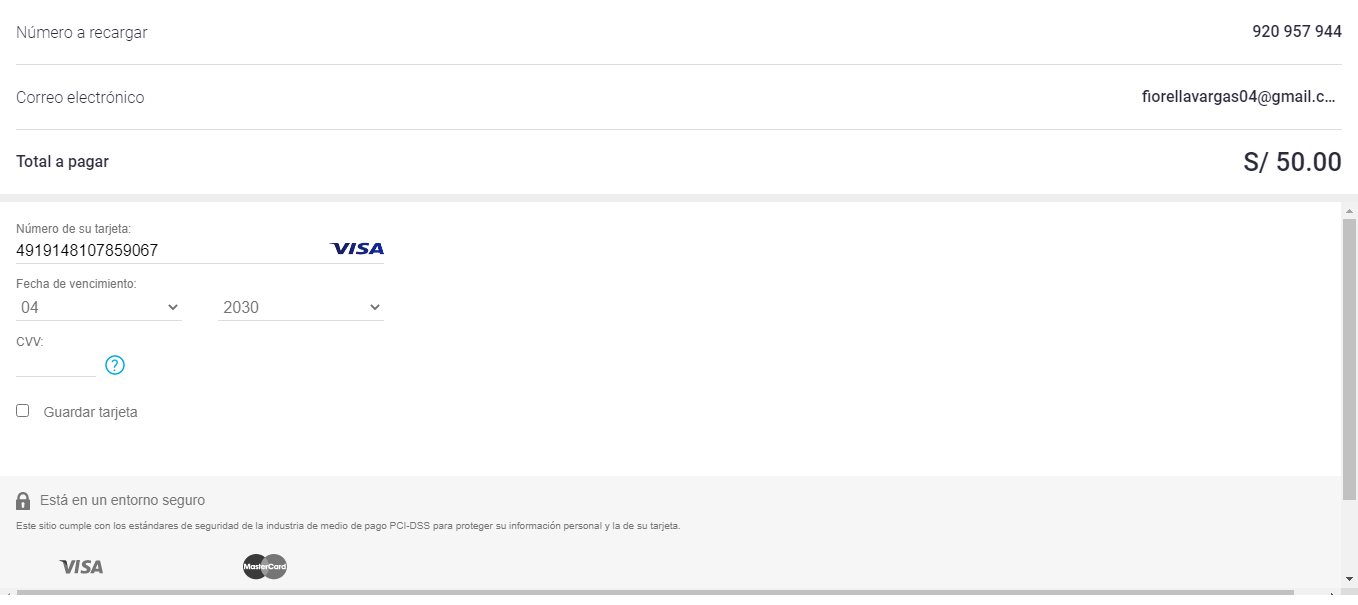 Número a recargar 920 957 944
Correo electrónico fiorellavargas04@gmail.c...
Total a pagar S/ 50.00
Número de su tarjeta:
4919148107859067 VISA
Fecha de vencimiento:
04 2030
CVV:
?
Guardar tarjeta
Está en un entorno seguro
Este sitio cumple con los estándares de seguridad de la industria de medio de pago PCI-DSS para proteger su información personal y la de su tarjeta.
VISA MasterCard